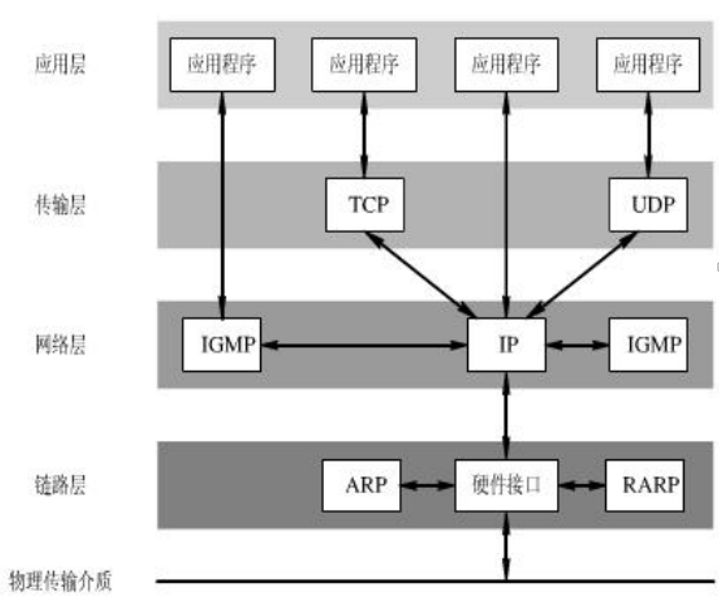 应用层
应用程序
应用程序
应用程序
应用程序
传输层
TCP
UDP
网络层
IGMP
IP
IGMP
链路层
ARP
硬件接口
RARP
物理传输介质